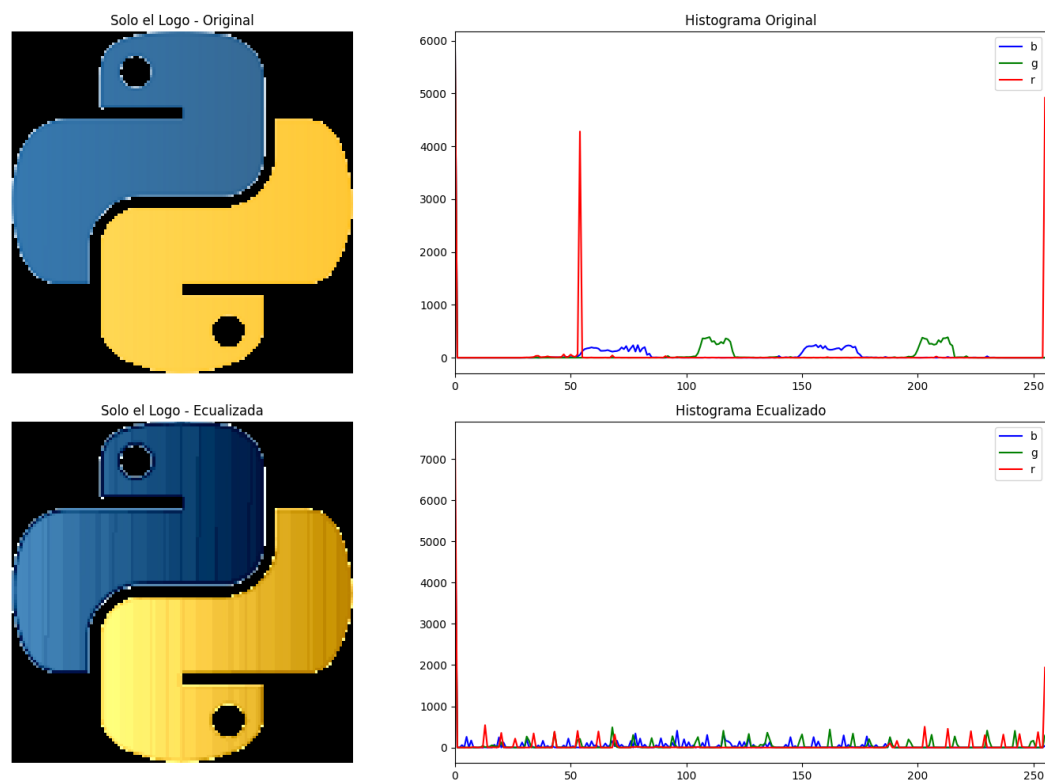 Solo el Logo - Original
Histograma Original
6000
5000
4000
3000
2000
1000
0
b
g
r
0
50
100
150
200
250
Solo el Logo - Ecualizada
Histograma Ecualizado
7000
6000
5000
4000
3000
2000
1000
0
b
g
r
0
50
100
150
200
250